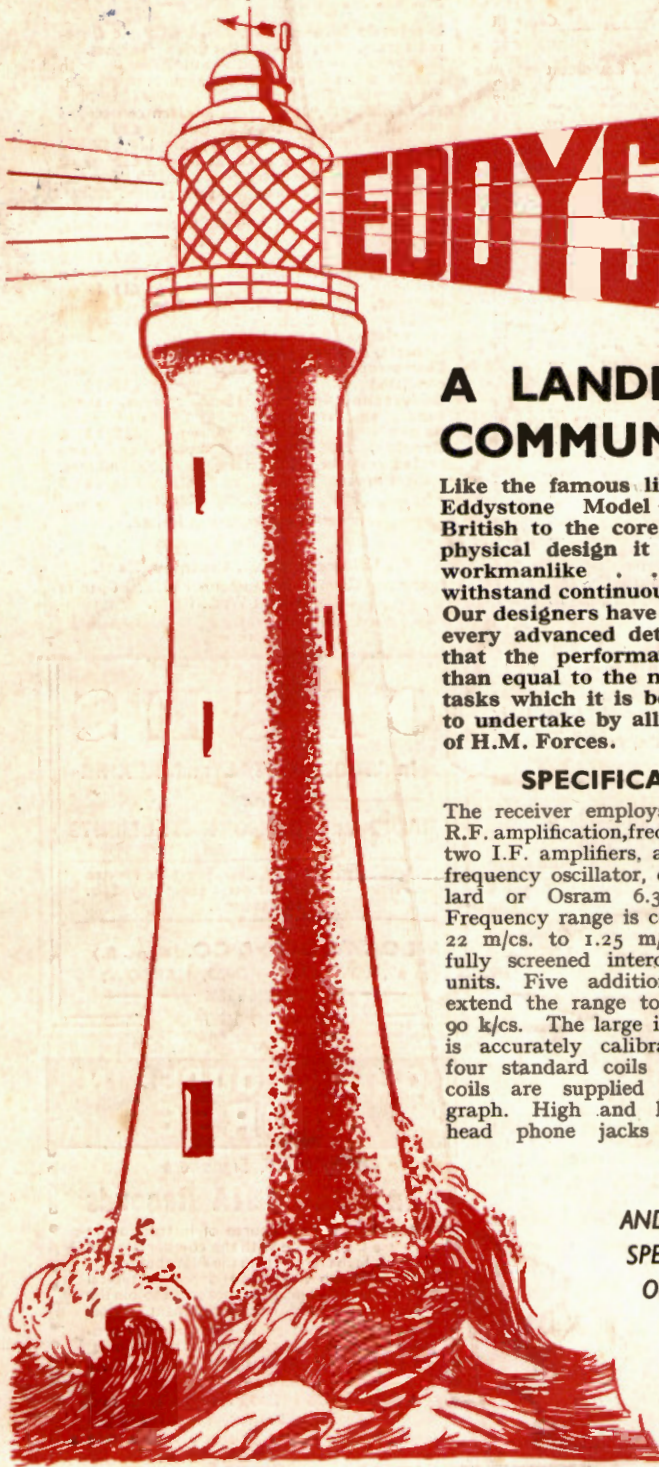 EDDYS
A LAND
COMMUN
Like the famous li
Eddystone Model
British to the core
physical design it
workmanlike . .
withstand continuou
Our designers have
every advanced det
that the performa
than equal to the m
tasks which it is b
to undertake by all
of H.M. Forces.
SPECIFICA
The receiver employs
R.F. amplification,freq
two I.F. amplifiers, a
frequency oscillator,
lard or Osram 6.3
Frequency range is c
22 m/cs. to 1.25 m/
fully screened interc
units. Five addition
extend the range to
90 k/cs. The large i
is accurately calibra
four standard coils
coils are supplied
graph. High and l
head phone jacks
AND
SPE
O